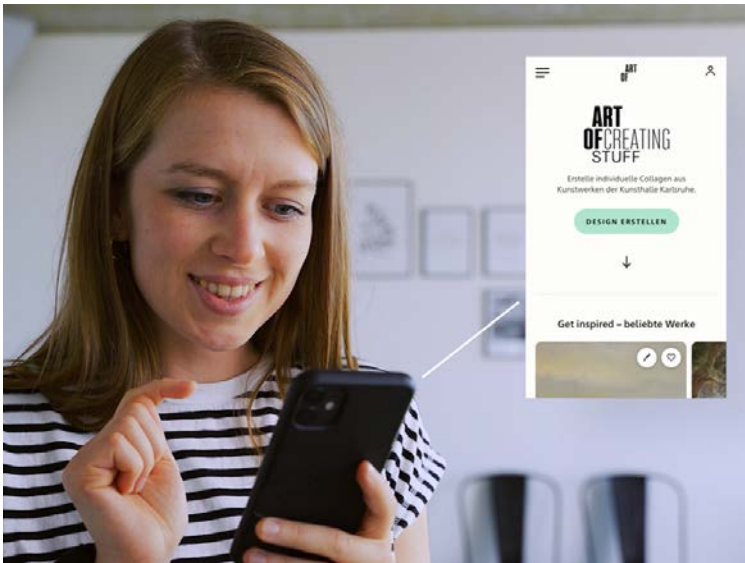 ART
OF
ART
OFCREATING
STUFF
Erstelle individuelle Collagen aus
Kunstwerken der Kunsthalle Karlsruhe.
DESIGN ERSTELLEN
Get inspired – beliebte Werke